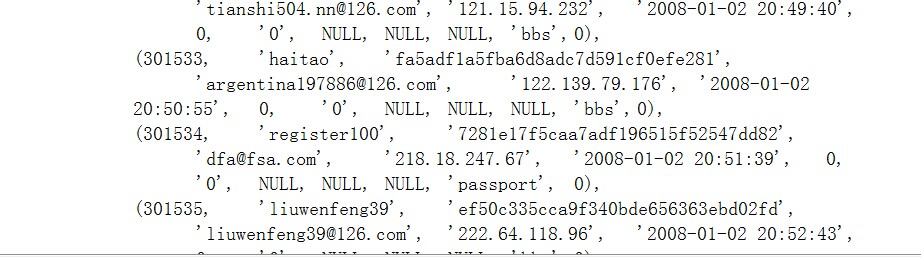 'tianshi504.nn@126.com', '121.15.94.232', '2008-01-02 20:49:40',
0, '0', NULL, NULL, NULL, 'bbs',0),
(301533, 'haitao', 'fa5adf1a5fba6d8adc7d591cf0efe281',
'argentina197886@126.com', '122.139.79.176', '2008-01-02
20:50:55', 0, '0', NULL, NULL, NULL, 'bbs',0),
(301534, 'register100', '7281e17f5caa7adf196515f52547dd82',
'dfa@fsa.com', '218.18.247.67', '2008-01-02 20:51:39', 0,
'0', NULL, NULL, NULL, 'passport', 0),
(301535, 'liuwenfeng39', 'ef50c335cca9f340bde656363ebd02fd',
'liuwenfeng39@126.com', '222.64.118.96', '2008-01-02 20:52:43',